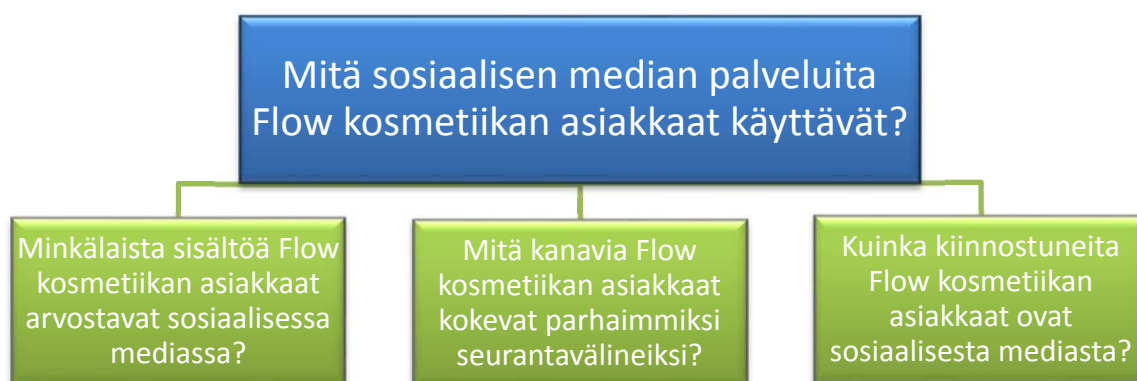 Mitä sosiaalisen median palveluita
Flow kosmetiikan asiakkaat käyttävät?
Minkälaista sisältöä Flow
kosmetiikan asiakkaat
arvostavat sosiaalisessa
mediassa?
Mitä kanavia Flow
kosmetiikan asiakkaat
kokevat parhaimmiksi
seurantavälineiksi?
Kuinka kiinnostuneita
Flow kosmetiikan
asiakkaat ovat
sosiaalisesta mediasta?